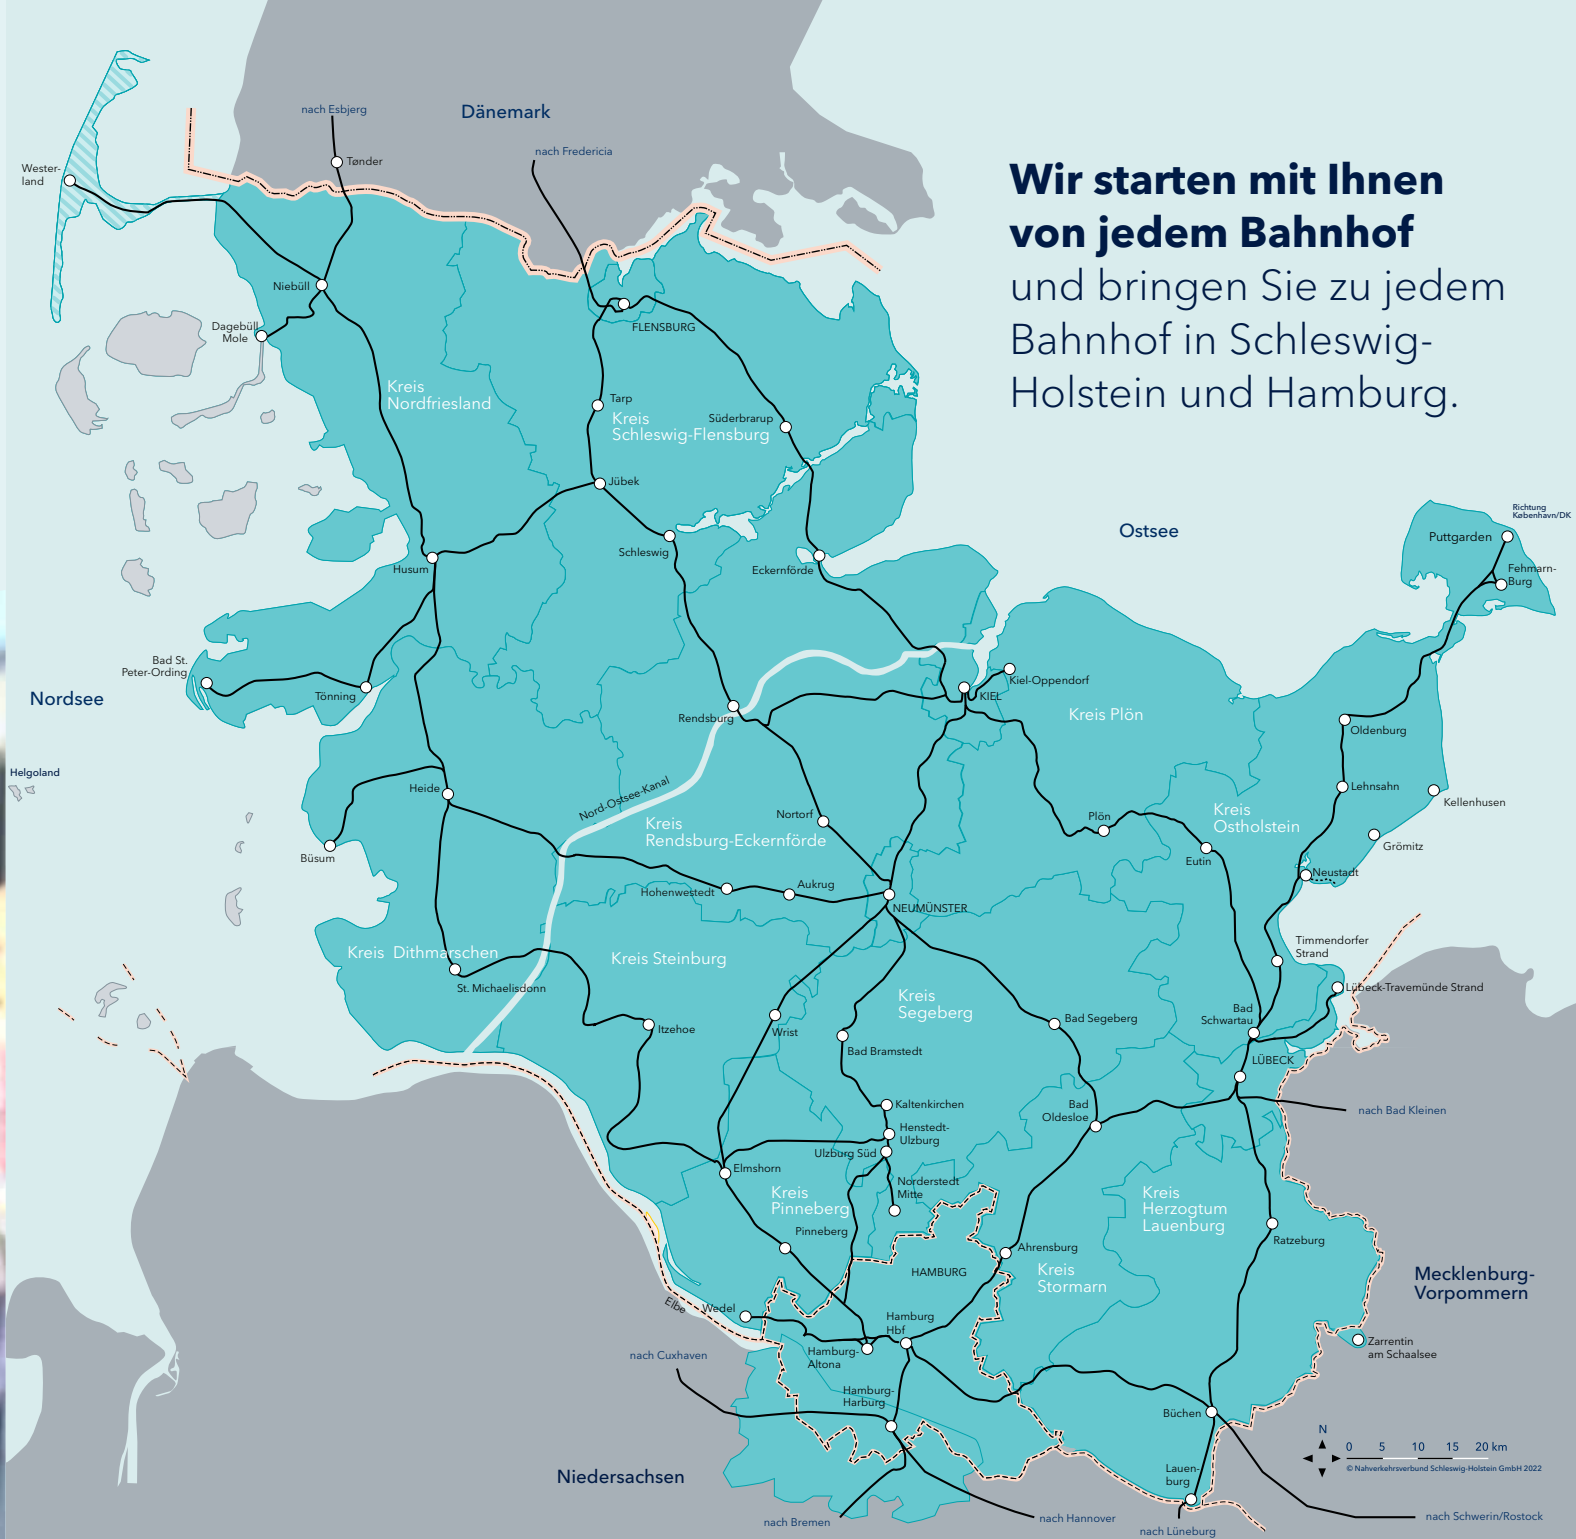 nach Esbjerg
Dänemark
nach Fredericia
Tønder
Wester-
land
Wir starten mit Ihnen
von jedem Bahnhof
und bringen Sie zu jedem
Bahnhof in Schleswig-
Holstein und Hamburg.
Niebüll
Dagebüll
Mole
FLENSBURG
Kreis
Nordfriesland
Tarp
Kreis
Schleswig-Flensburg
Süderbrarup
Jübek
Schleswig
Husum
Eckernförde
Ostsee
Richtung
København/DK
Puttgarden
Fehmarn-
Burg
Bad St.
Peter-Ording
Tönning
Nordsee
Rendsburg
Kiel-Oppendorf
KIEL
Kreis Plön
Oldenburg
Helgoland
Heide
Nord-Ostsee-Kanal
Lehnsahn
Kellenhusen
Nortorf
Kreis
Rendsburg-Eckernförde
Plön
Kreis
Ostholstein
Grömitz
Büsum
Eutin
Neustadt
Hohenwestedt
Aukrug
NEUMÜNSTER
Kreis Dithmarschen
Kreis Steinburg
Timmendorfer
Strand
St. Michaelisdonn
Lübeck-Travemünde Strand
Kreis
Segeberg
Bad
Schwartau
Itzehoe
Wrist
Bad Segeberg
Bad Bramstedt
LÜBECK
Kaltenkirchen
Bad
Oldesloe
nach Bad Kleinen
Henstedt-
Ulzburg
Ulzburg Süd
Elmshorn
Norderstedt
Mitte
Kreis
Pinneberg
Kreis
Herzogtum
Lauenburg
Pinneberg
Ratzeburg
Ahrensburg
HAMBURG
Kreis
Stormarn
Mecklenburg-
Vorpommern
Elbe
Wedel
Hamburg
Hbf
Zarrentin
am Schaalsee
nach Cuxhaven
Hamburg-
Altona
Hamburg-
Harburg
Büchen
N
0 5 10 15 20 km
© Nahverkehrsverbund Schleswig-Holstein GmbH 2022
Niedersachsen
Lauen-
burg
nach Bremen
nach Hannover
nach Lüneburg
nach Schwerin/Rostock